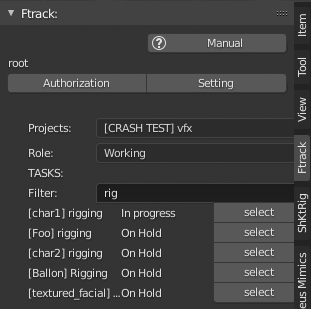 Ftrack:
Manual
root
Authorization Setting
Projects: [CRASH TEST] vfx
Role: Working
TASKS:
Filter: rig
[char1] rigging In progress select
[Foo] rigging On Hold select
[char2] rigging On Hold select
[Ballon] Rigging On Hold select
[textured_facial] ... On Hold select
Item
Tool
View
Ftrack
ShKtRig
eus Mimics